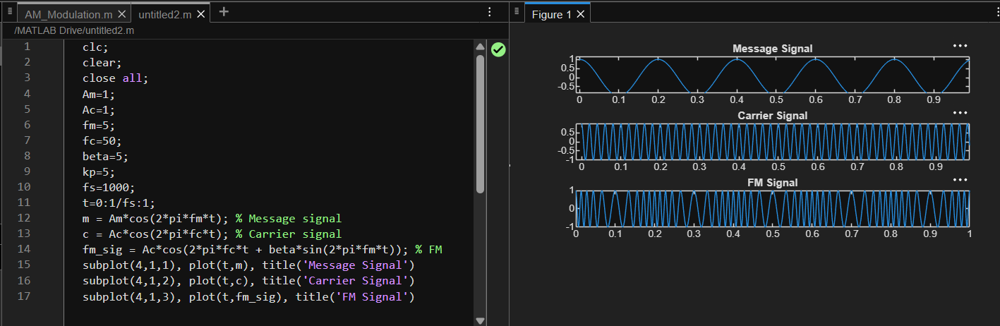 AM_Modulation.m
untitled2.m
/MATLAB Drive/untitled2.m
1 clc;
2 clear;
3 close all;
4 Am=1;
5 Ac=1;
6 fm=5;
7 fc=50;
8 beta=5;
9 kp=5;
10 fs=1000;
11 t=0:1/fs:1;
12 m = Am*cos(2*pi*fm*t); % Message signal
13 c = Ac*cos(2*pi*fc*t); % Carrier signal
14 fm_sig = Ac*cos(2*pi*fc*t + beta*sin(2*pi*fm*t)); % FM
15 subplot(4,1,1), plot(t,m), title('Message Signal')
16 subplot(4,1,2), plot(t,c), title('Carrier Signal')
17 subplot(4,1,3), plot(t,fm_sig), title('FM Signal')
Figure 1
Message Signal
1
0.5
0
-0.5
0 0.1 0.2 0.3 0.4 0.5 0.6 0.7 0.8 0.9
Carrier Signal
0.5
0
-0.5
-1
0 0.1 0.2 0.3 0.4 0.5 0.6 0.7 0.8 0.9
FM Signal
1
0
-1
0 0.1 0.2 0.3 0.4 0.5 0.6 0.7 0.8 0.9 1